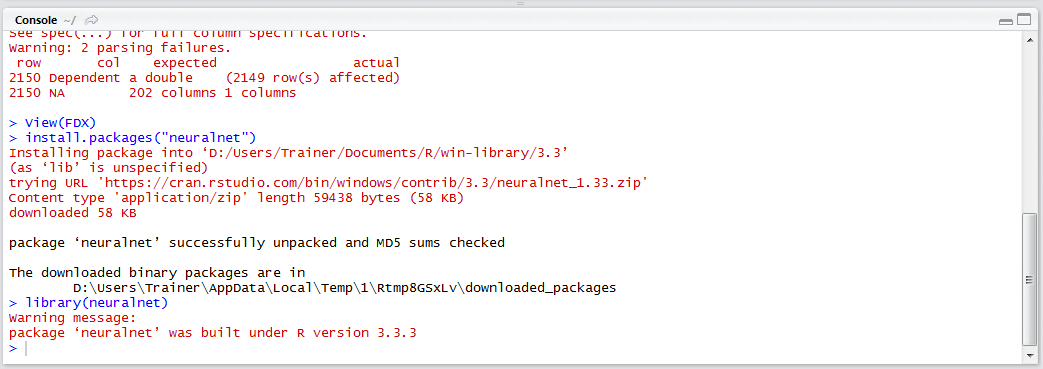 Console ~/
See spec(...) for full column specifications.
Warning: 2 parsing failures.
 row       col    expected                 actual
2150 Dependent a double    (2149 row(s) affected)
2150 NA        202 columns 1 columns
> View(FDX)
> install.packages("neuralnet")
Installing package into ‘D:/Users/Trainer/Documents/R/win-library/3.3’
(as ‘lib’ is unspecified)
trying URL 'https://cran.rstudio.com/bin/windows/contrib/3.3/neuralnet_1.33.zip'
Content type 'application/zip' length 59438 bytes (58 KB)
downloaded 58 KB
package ‘neuralnet’ successfully unpacked and MD5 sums checked
The downloaded binary packages are in
        D:\Users\Trainer\AppData\Local\Temp\1\Rtmp8GSxLv\downloaded_packages
> library(neuralnet)
Warning message:
package ‘neuralnet’ was built under R version 3.3.3
>